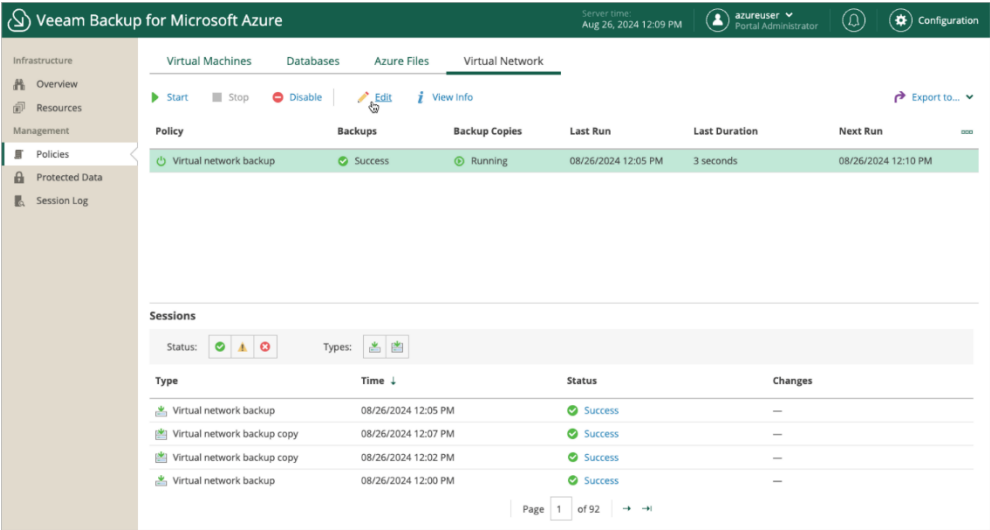 Veeam Backup for Microsoft Azure
Server time:
Aug 26, 2024 12:09 PM
azureuser
Portal Administrator
Configuration
Infrastructure
Overview
Resources
Management
Policies
Protected Data
Session Log
Virtual Machines Databases Azure Files Virtual Network
Start Stop Disable Edit i View Info Export to...
Policy Backups Backup Copies Last Run Last Duration Next Run
Virtual network backup Success Running 08/26/2024 12:05 PM 3 seconds 08/26/2024 12:10 PM
Sessions
Status: Types:
Type Time ↓ Status Changes
Virtual network backup 08/26/2024 12:05 PM Success —
Virtual network backup copy 08/26/2024 12:07 PM Success —
Virtual network backup copy 08/26/2024 12:02 PM Success —
Virtual network backup 08/26/2024 12:00 PM Success —
Page 1 of 92